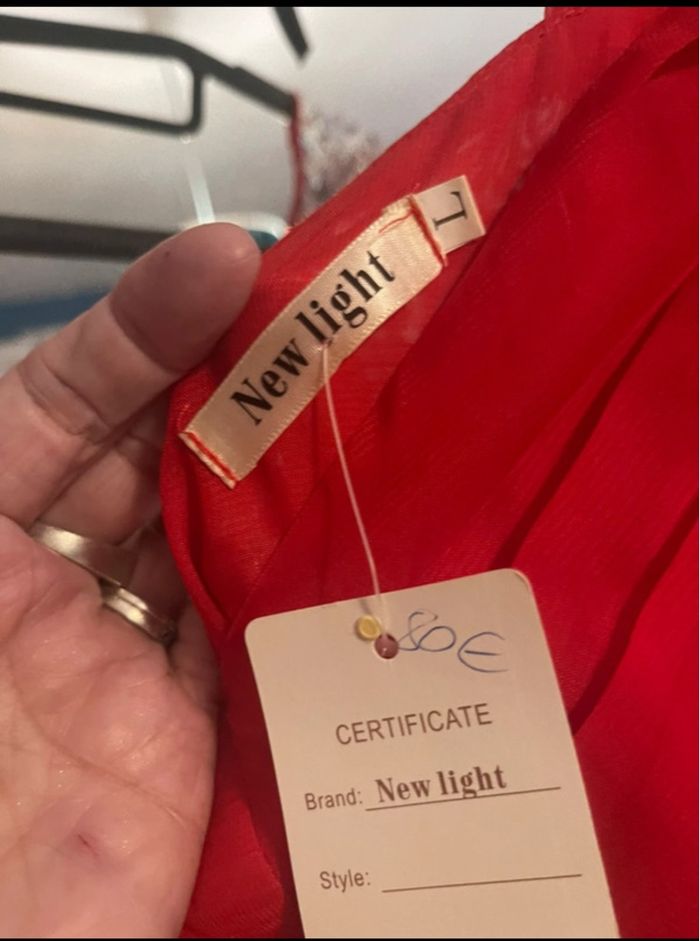 L
New light
80€
CERTIFICATE
Brand: New light
Style: